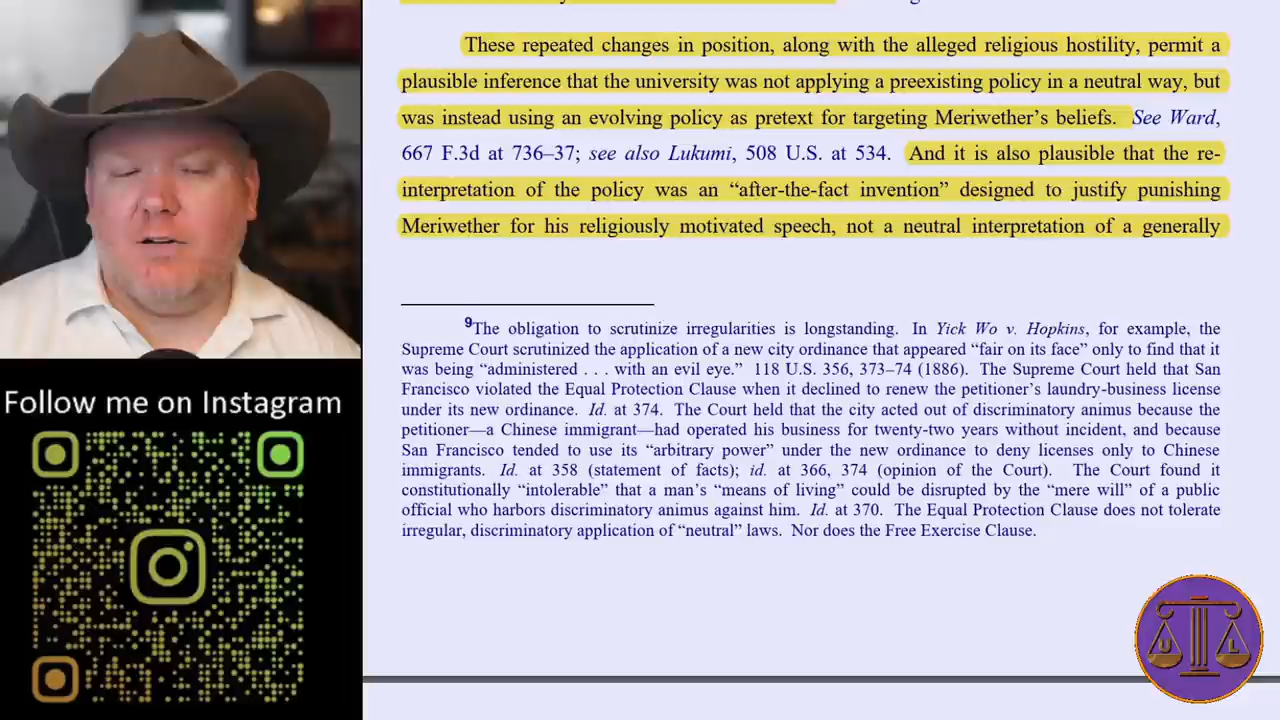 These repeated changes in position, along with the alleged religious hostility, permit a
plausible inference that the university was not applying a preexisting policy in a neutral way, but
was instead using an evolving policy as pretext for targeting Meriwether’s beliefs. See Ward,
667 F.3d at 736–37; see also Lukumi, 508 U.S. at 534. And it is also plausible that the re-
interpretation of the policy was an “after-the-fact invention” designed to justify punishing
Meriwether for his religiously motivated speech, not a neutral interpretation of a generally
9The obligation to scrutinize irregularities is longstanding. In Yick Wo v. Hopkins, for example, the
Supreme Court scrutinized the application of a new city ordinance that appeared “fair on its face” only to find that it
was being “administered . . . with an evil eye.” 118 U.S. 356, 373–74 (1886). The Supreme Court held that San
Francisco violated the Equal Protection Clause when it declined to renew the petitioner’s laundry-business license
under its new ordinance. Id. at 374. The Court held that the city acted out of discriminatory animus because the
petitioner—a Chinese immigrant—had operated his business for twenty-two years without incident, and because
San Francisco tended to use its “arbitrary power” under the new ordinance to deny licenses only to Chinese
immigrants. Id. at 358 (statement of facts); id. at 366, 374 (opinion of the Court). The Court found it
constitutionally “intolerable” that a man’s “means of living” could be disrupted by the “mere will” of a public
official who harbors discriminatory animus against him. Id. at 370. The Equal Protection Clause does not tolerate
irregular, discriminatory application of “neutral” laws. Nor does the Free Exercise Clause.
Follow me on Instagram
U L